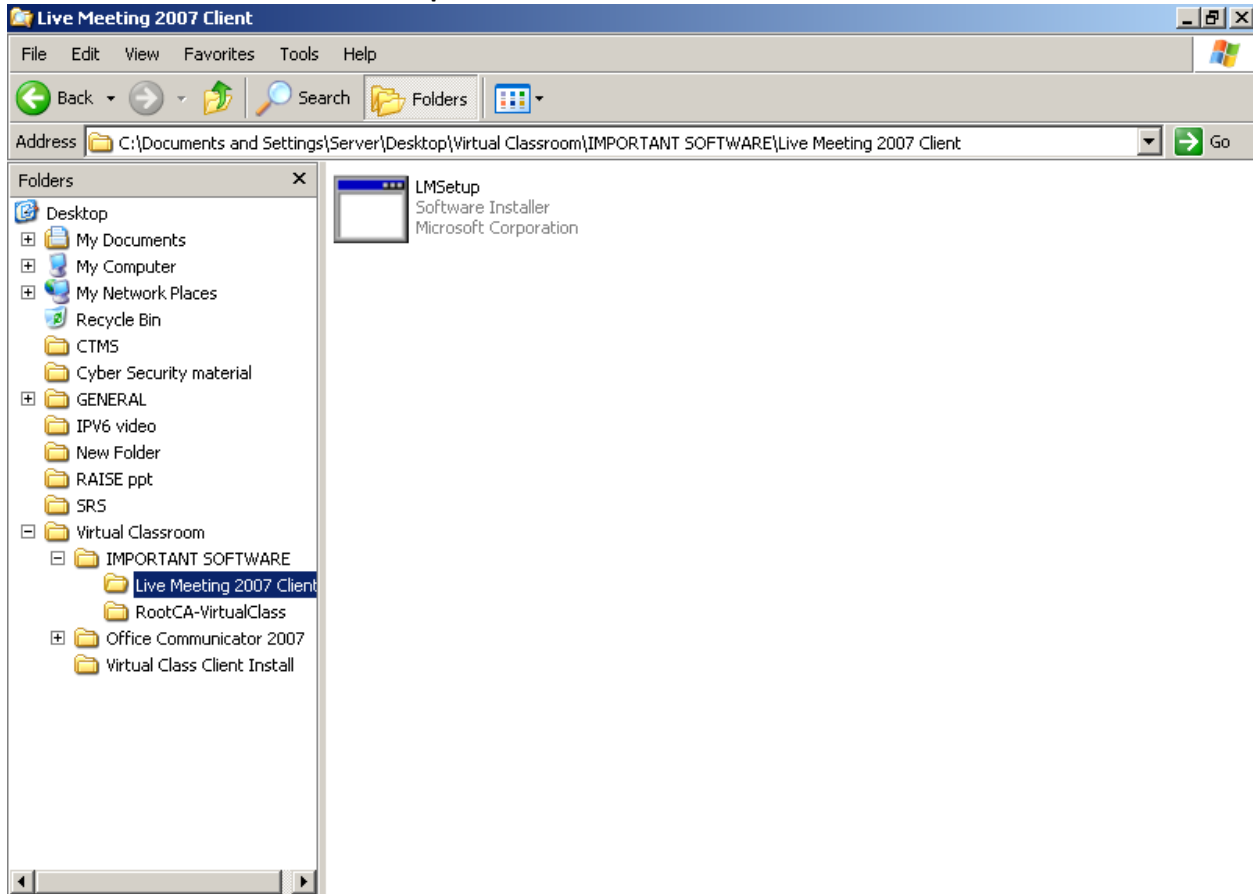 Live Meeting 2007 Client
File Edit View Favorites Tools Help
Back Search Folders
Address C:\Documents and Settings\Server\Desktop\Virtual Classroom\IMPORTANT SOFTWARE\Live Meeting 2007 Client Go
Folders
Desktop
My Documents
My Computer
My Network Places
Recycle Bin
CTMS
Cyber Security material
GENERAL
IPV6 video
New Folder
RAISE ppt
SRS
Virtual Classroom
IMPORTANT SOFTWARE
Live Meeting 2007 Client
RootCA-VirtualClass
Office Communicator 2007
Virtual Class Client Install
LMSetup
Software Installer
Microsoft Corporation